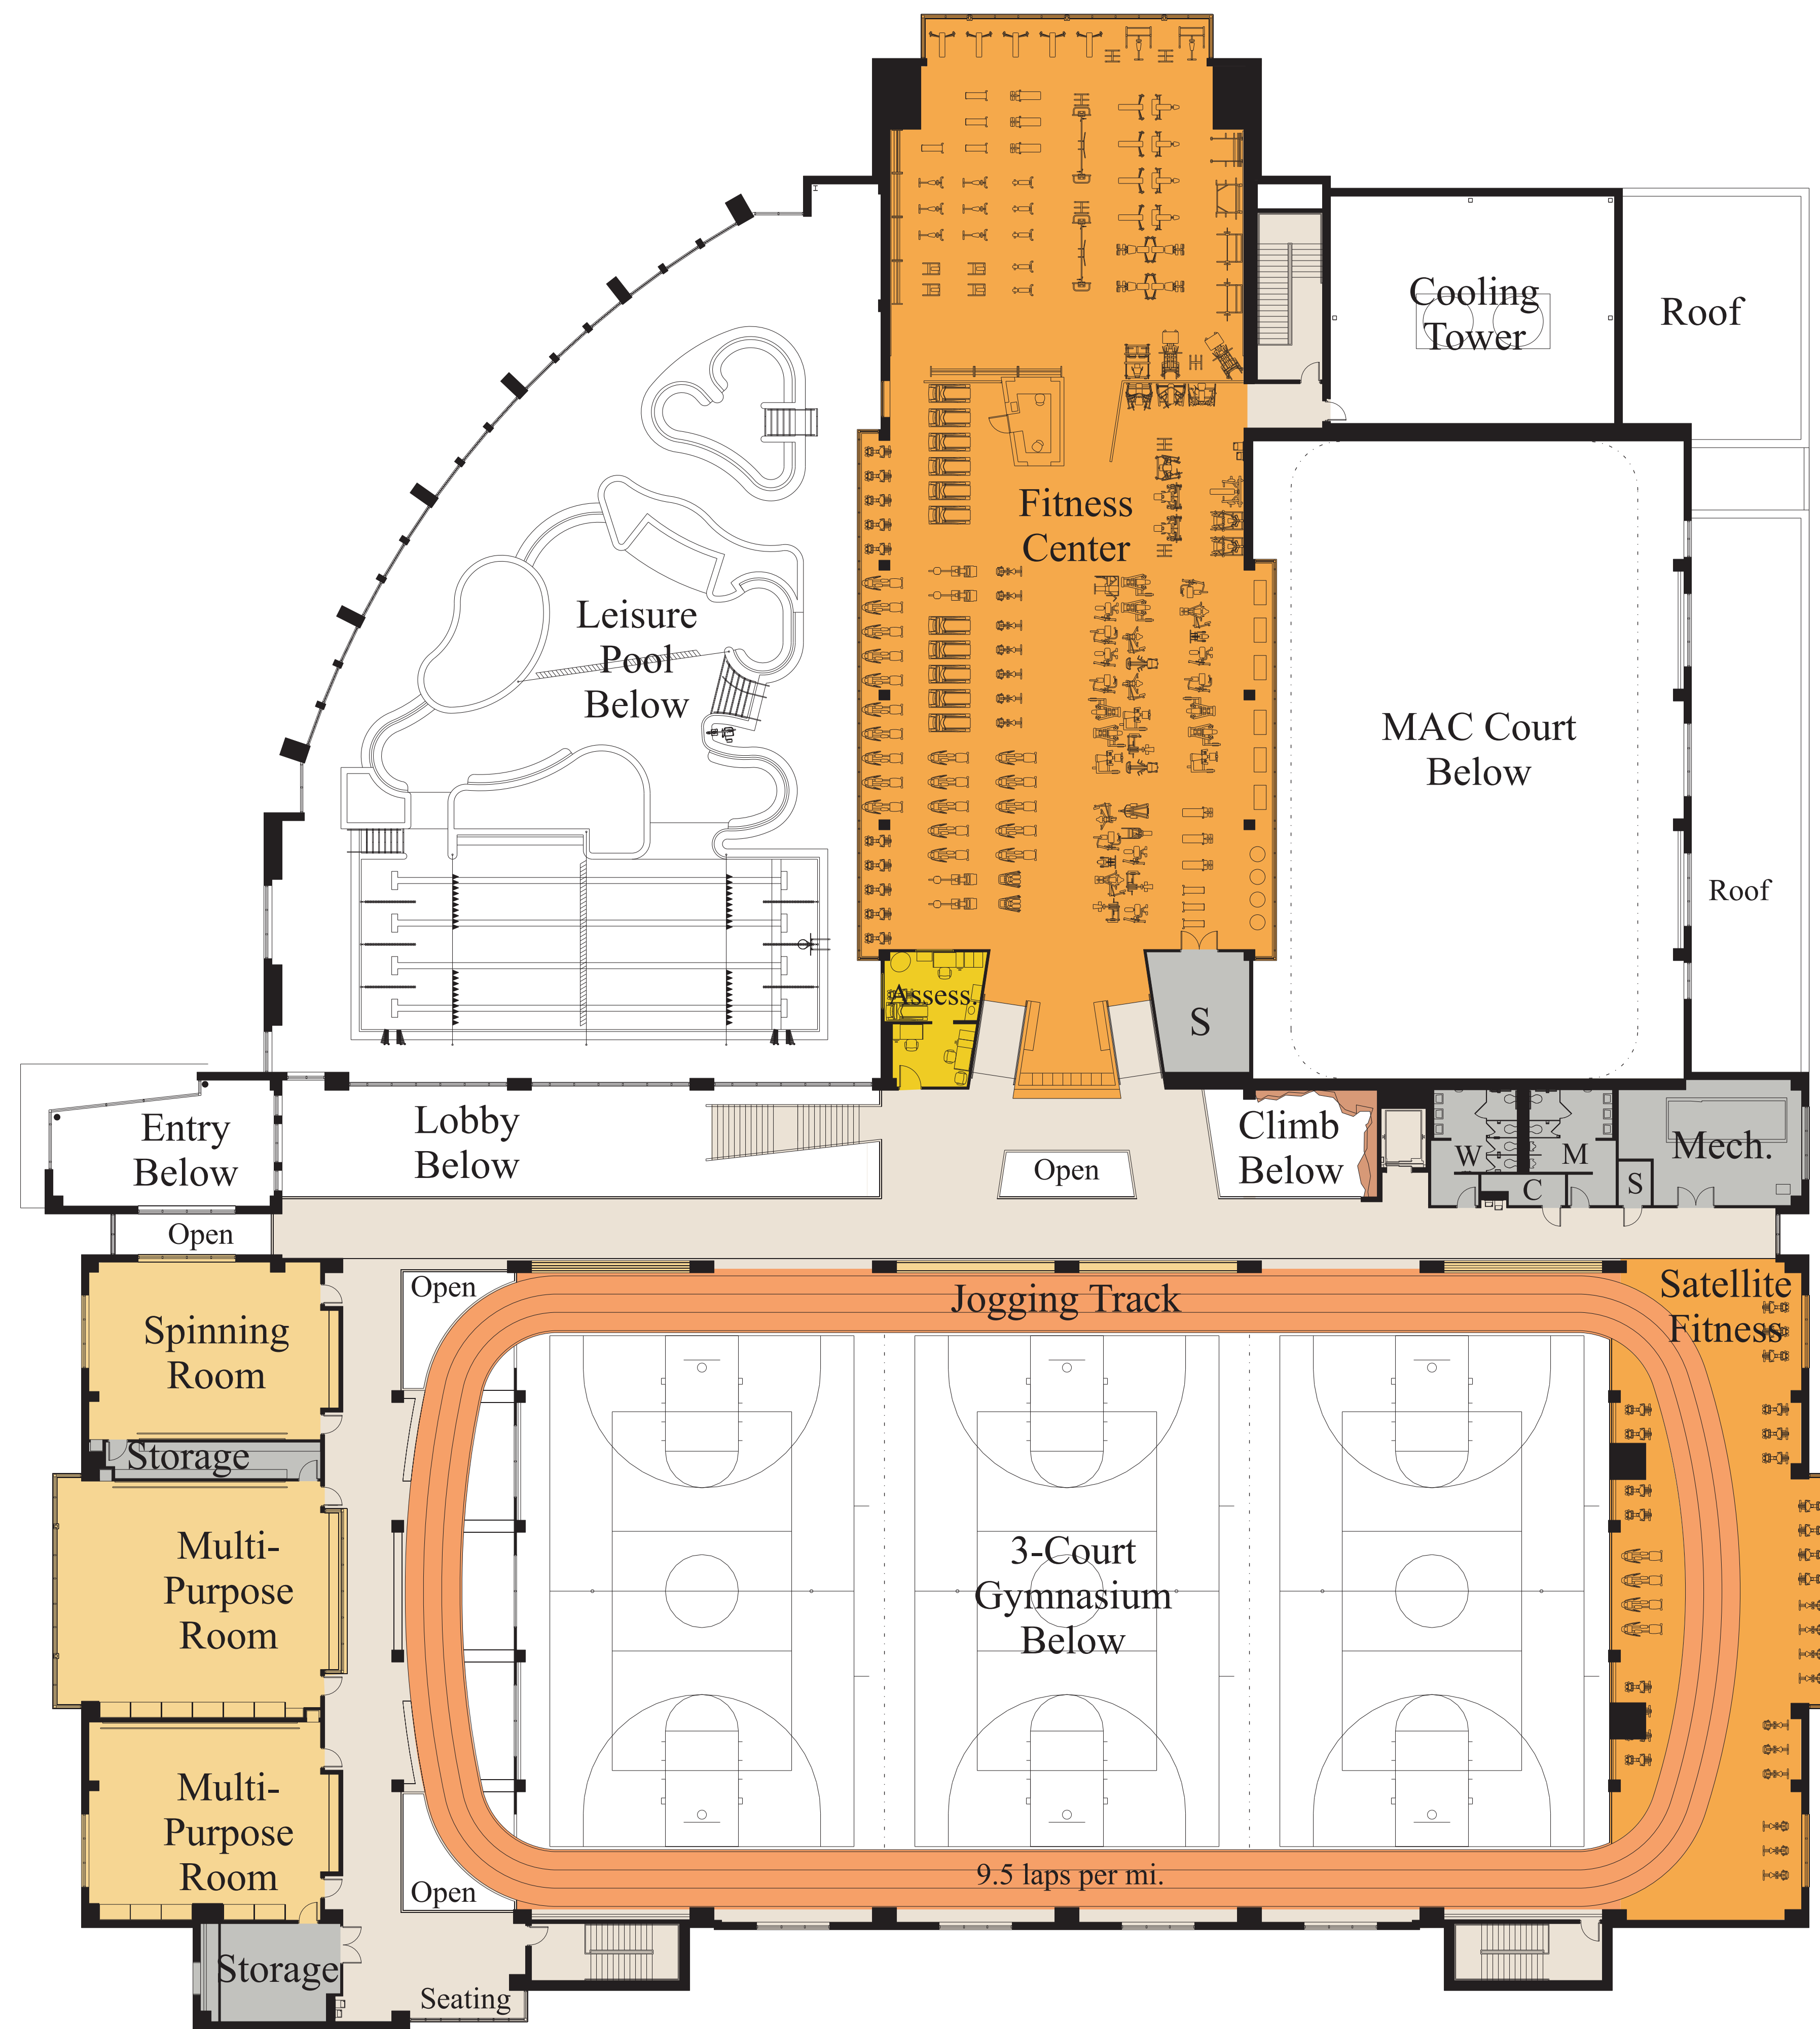 Cooling
Tower
Roof
Fitness
Center
Leisure
Pool
Below
MAC Court
Below
Roof
Assess.
S
Entry
Below
Lobby
Below
Open
Climb
Below
W
M
C
S
Mech.
Open
Open
Jogging Track
Satellite
Fitness
Spinning
Room
Storage
Multi-
Purpose
Room
3-Court
Gymnasium
Below
Multi-
Purpose
Room
9.5 laps per mi.
Open
Storage
Seating